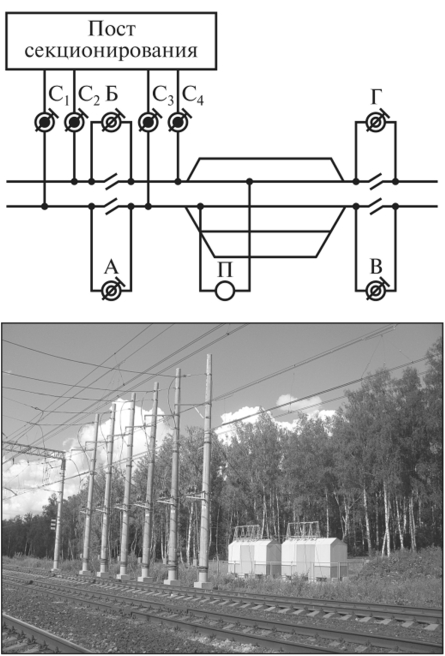 Пост
секционирования
С₁ С₂ Б С₃ С₄ Г
А П В